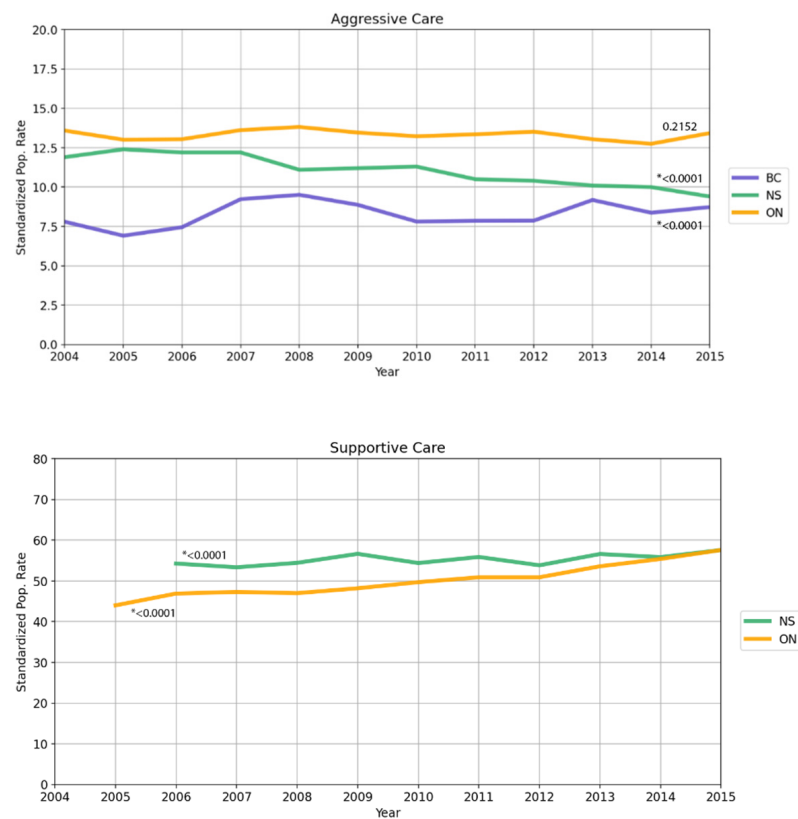 Aggressive Care
20.0
17.5
15.0
12.5
10.0
7.5
5.0
2.5
0.0
Standardized Pop. Rate
0.2152
*<0.0001
*<0.0001
BC
NS
ON
2004 2005 2006 2007 2008 2009 2010 2011 2012 2013 2014 2015
Year
Supportive Care
80
70
60
50
40
30
20
10
0
Standardized Pop. Rate
*<0.0001
*<0.0001
NS
ON
2004 2005 2006 2007 2008 2009 2010 2011 2012 2013 2014 2015
Year